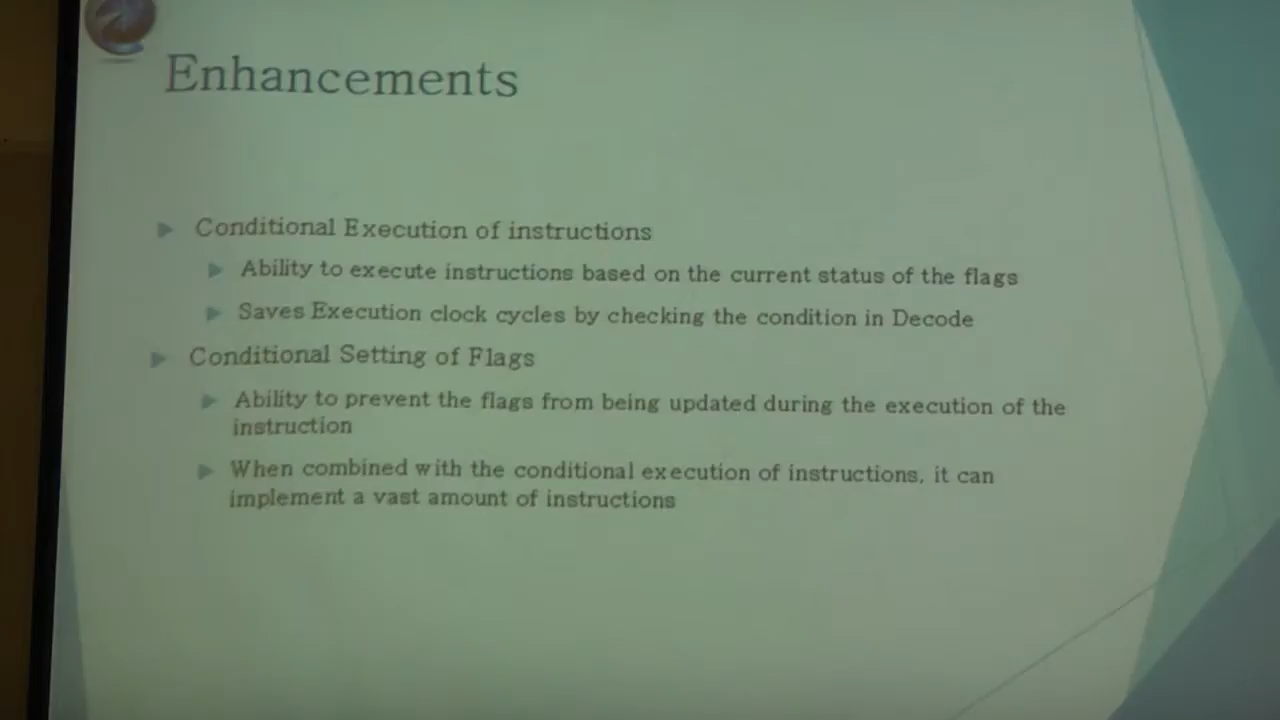 Enhancements
Conditional Execution of instructions
Ability to execute instructions based on the current status of the flags
Saves Execution clock cycles by checking the condition in Decode
Conditional Setting of Flags
Ability to prevent the flags from being updated during the execution of the
instruction
When combined with the conditional execution of instructions, it can
implement a vast amount of instructions